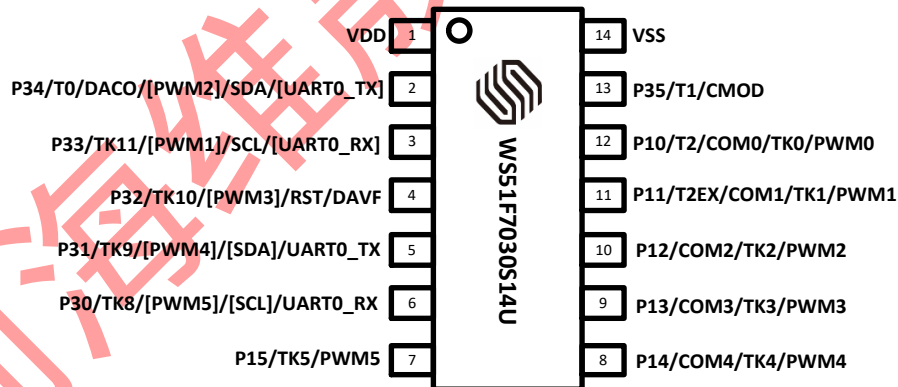 VDD 1 14 VSS
P34/T0/DACO/[PWM2]/SDA/[UART0_TX] 2 13 P35/T1/CMOD
P33/TK11/[PWM1]/SCL/[UART0_RX] 3 12 P10/T2/COM0/TK0/PWM0
P32/TK10/[PWM3]/RST/DAVF 4 11 P11/T2EX/COM1/TK1/PWM1
P31/TK9/[PWM4]/[SDA]/UART0_TX 5 10 P12/COM2/TK2/PWM2
P30/TK8/[PWM5]/[SCL]/UART0_RX 6 9 P13/COM3/TK3/PWM3
P15/TK5/PWM5 7 8 P14/COM4/TK4/PWM4
WS51F7030S14U
海维